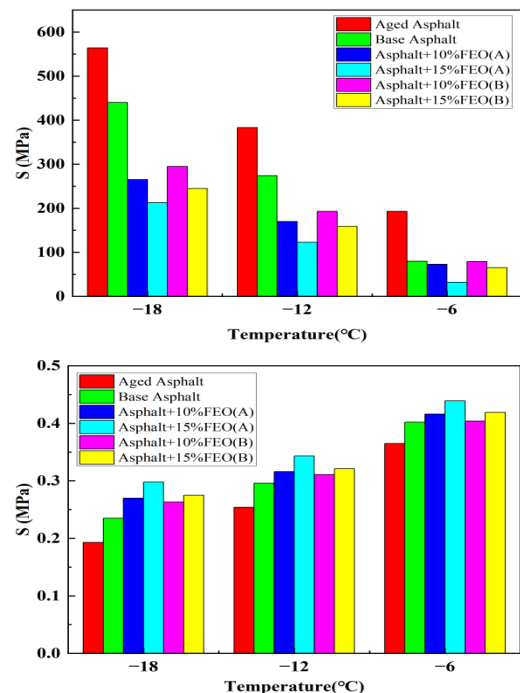 600
500
400
300
200
100
0
S (MPa)
Aged Asphalt
Base Asphalt
Asphalt+10%FEO(A)
Asphalt+15%FEO(A)
Asphalt+10%FEO(B)
Asphalt+15%FEO(B)
−18 −12 −6
Temperature(°C)
0.5
0.4
0.3
0.2
0.1
0.0
S (MPa)
Aged Asphalt
Base Asphalt
Asphalt+10%FEO(A)
Asphalt+15%FEO(A)
Asphalt+10%FEO(B)
Asphalt+15%FEO(B)
−18 −12 −6
Temperature(°C)